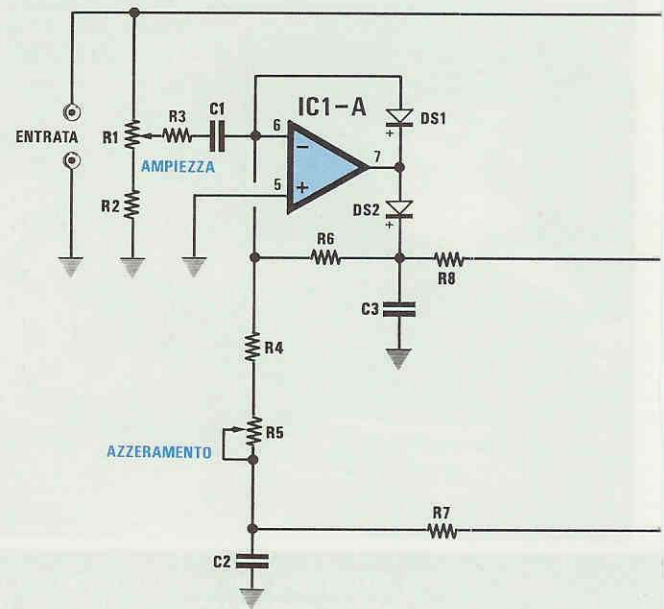 IC1-A
C1
DS1
R3
6
ENTRATA
R1
-
7
AMPIEZZA
5
+
DS2
+
R2
+
R6
R8
C3
R4
R5
AZZERAMENTO
R7
C2